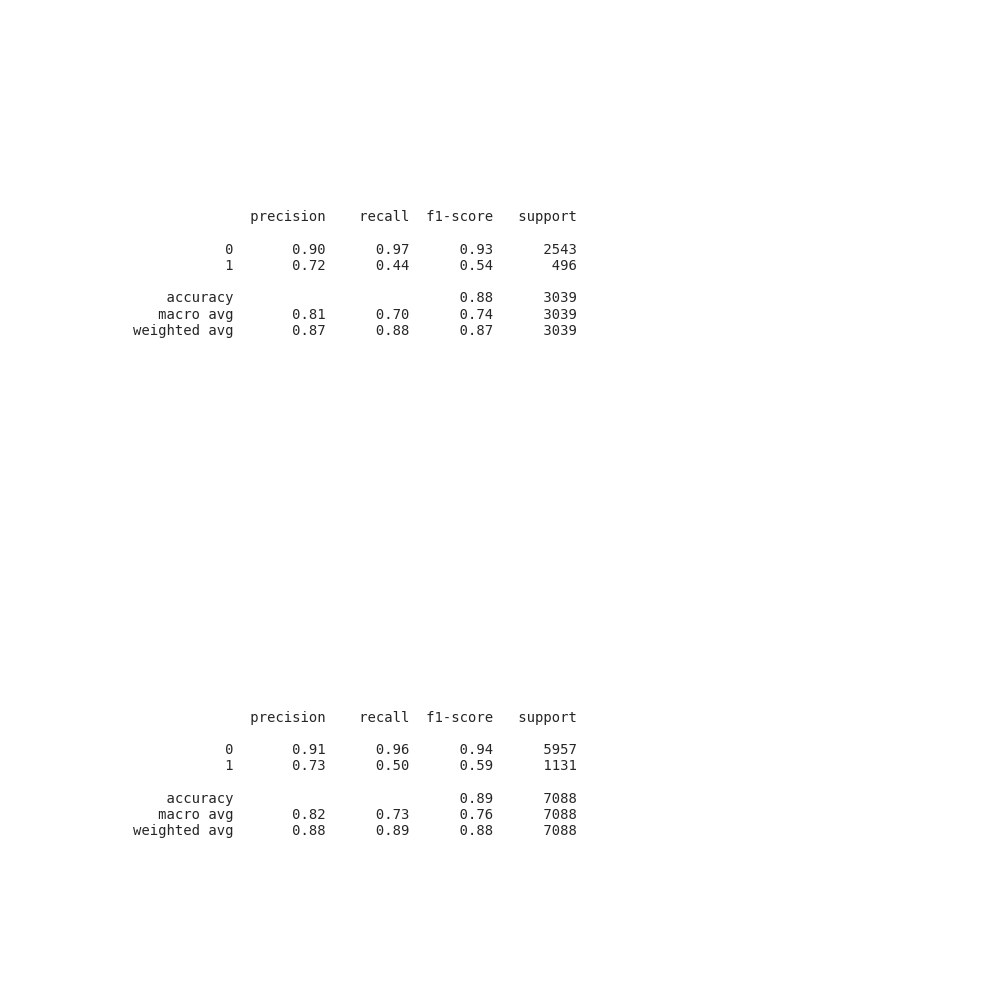 precision recall f1-score support
0 0.90 0.97 0.93 2543
1 0.72 0.44 0.54 496
accuracy 0.88 3039
macro avg 0.81 0.70 0.74 3039
weighted avg 0.87 0.88 0.87 3039
precision recall f1-score support
0 0.91 0.96 0.94 5957
1 0.73 0.50 0.59 1131
accuracy 0.89 7088
macro avg 0.82 0.73 0.76 7088
weighted avg 0.88 0.89 0.88 7088